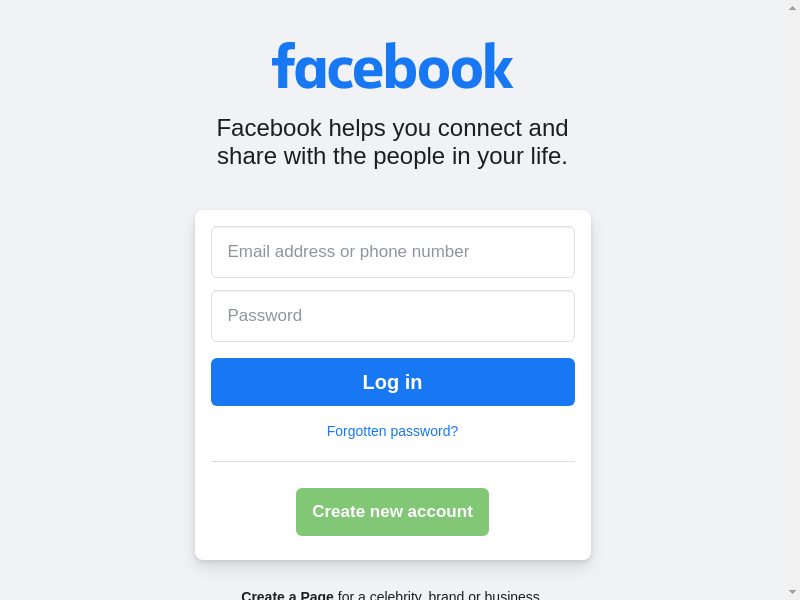 facebook
Facebook helps you connect and
share with the people in your life.
Email address or phone number
Password
Log in
Forgotten password?
Create new account
Create a Page for a celebrity, brand or business.